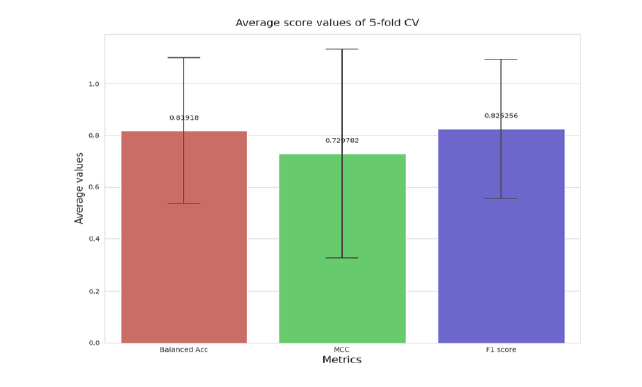 Average score values of 5-fold CV
Average values
1.0
0.8
0.6
0.4
0.2
0.0
0.81918
0.729782
0.825256
Balanced Acc
MCC
F1 score
Metrics